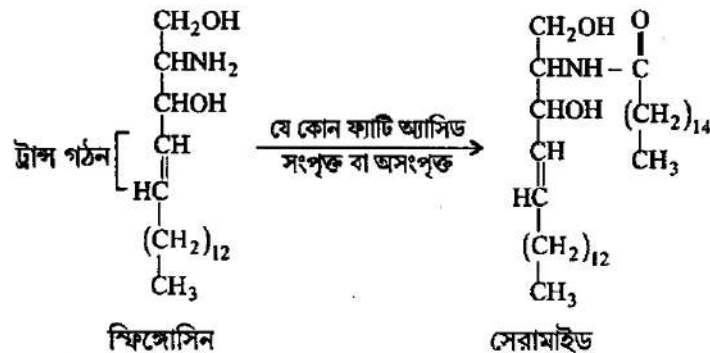 CH₂OH
CHNH₂
CHOH
ট্রান্স গঠন
CH
HC
(CH₂)₁₂
CH₃
স্ফিঙ্গোসিন
যে কোন ফ্যাটি অ্যাসিড
সংপৃক্ত বা অসংপৃক্ত
CH₂OH
O
CHNH – C
CHOH
(CH₂)₁₄
CH
CH₃
HC
(CH₂)₁₂
CH₃
সেরামাইড